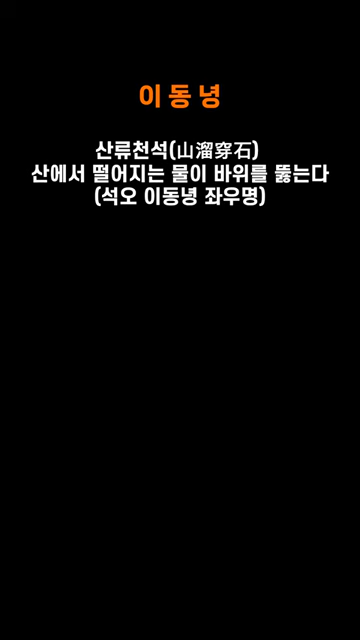 이동녕
산류천석(山溜穿石)
산에서 떨어지는 물이 바위를 뚫는다
(석오 이동녕 좌우명)